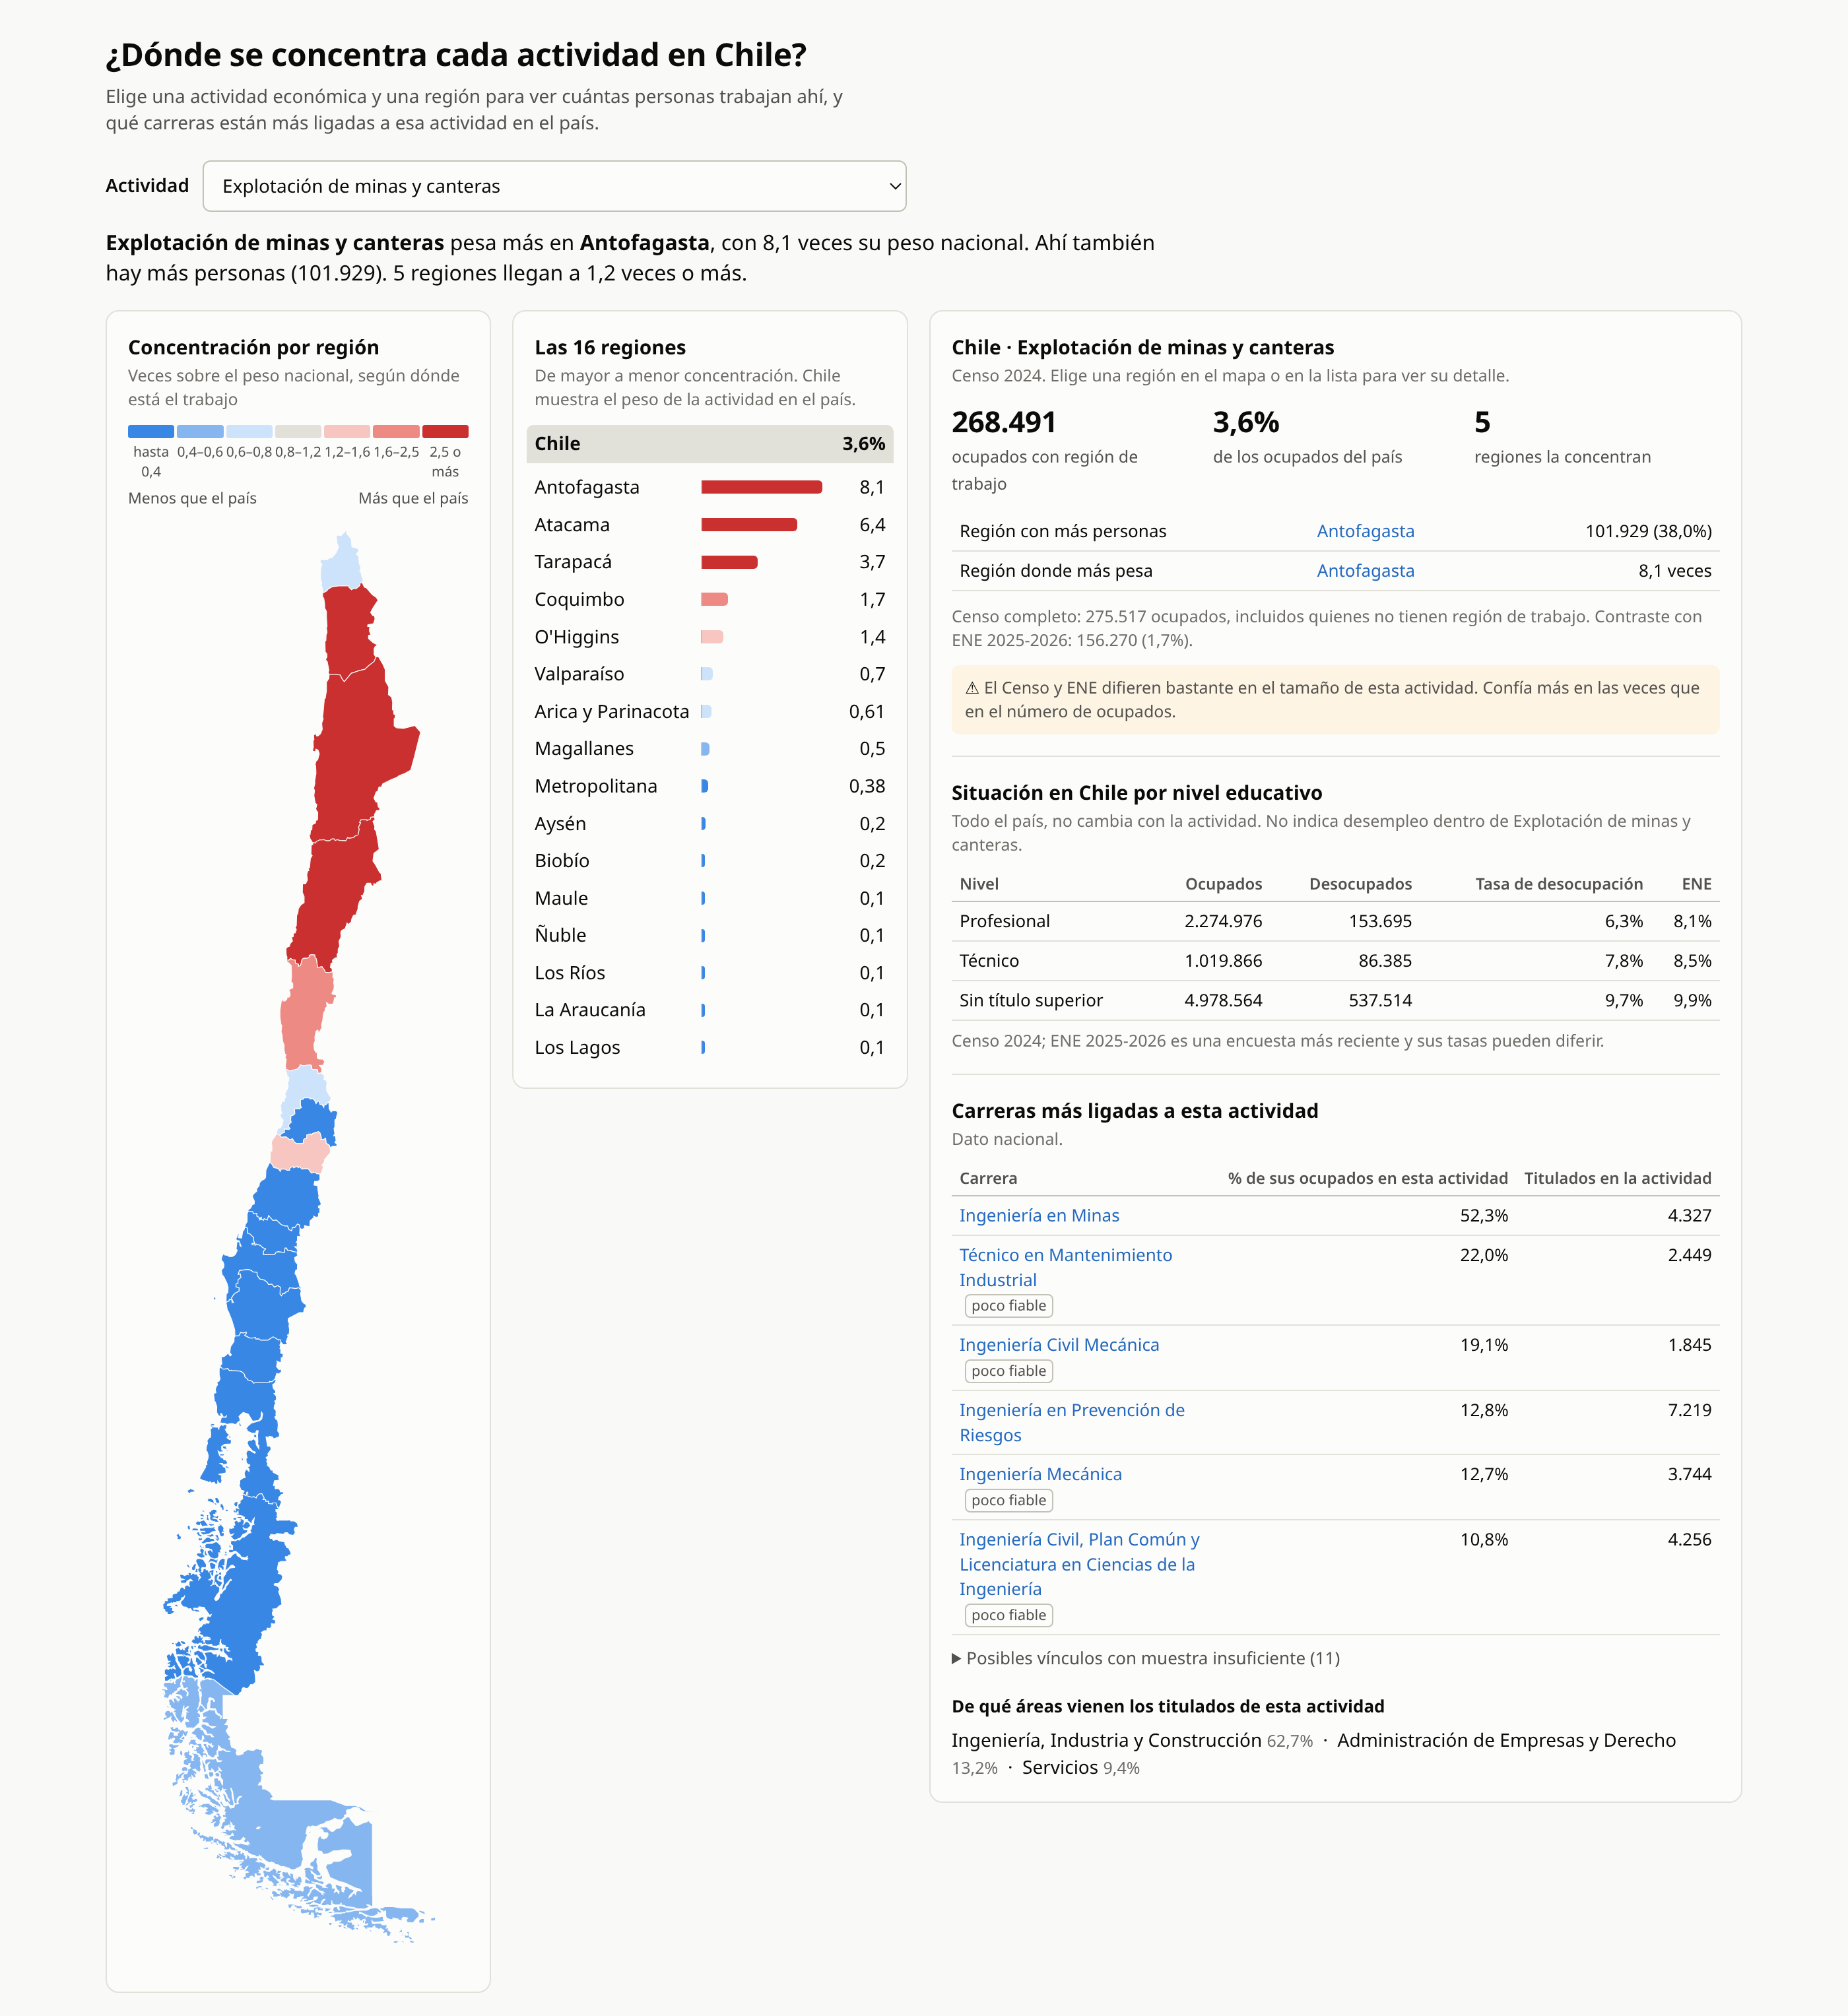 ¿Dónde se concentra cada actividad en Chile?
Elige una actividad económica y una región para ver cuántas personas trabajan ahí, y
qué carreras están más ligadas a esa actividad en el país.
Actividad
Explotación de minas y canteras
Explotación de minas y canteras pesa más en Antofagasta, con 8,1 veces su peso nacional. Ahí también
hay más personas (101.929). 5 regiones llegan a 1,2 veces o más.
Concentración por región
Veces sobre el peso nacional, según dónde
está el trabajo
hasta 0,4–0,6 0,6–0,8 0,8–1,2 1,2–1,6 1,6–2,5 2,5 o
0,4 más
Menos que el país Más que el país
Las 16 regiones
De mayor a menor concentración. Chile
muestra el peso de la actividad en el país.
Chile 3,6%
Antofagasta 8,1
Atacama 6,4
Tarapacá 3,7
Coquimbo 1,7
O'Higgins 1,4
Valparaíso 0,7
Arica y Parinacota 0,61
Magallanes 0,5
Metropolitana 0,38
Aysén 0,2
Biobío 0,2
Maule 0,1
Ñuble 0,1
Los Ríos 0,1
La Araucanía 0,1
Los Lagos 0,1
Chile · Explotación de minas y canteras
Censo 2024. Elige una región en el mapa o en la lista para ver su detalle.
268.491 3,6% 5
ocupados con región de de los ocupados del país regiones la concentran
trabajo
Región con más personas Antofagasta 101.929 (38,0%)
Región donde más pesa Antofagasta 8,1 veces
Censo completo: 275.517 ocupados, incluidos quienes no tienen región de trabajo. Contraste con
ENE 2025-2026: 156.270 (1,7%).
⚠ El Censo y ENE difieren bastante en el tamaño de esta actividad. Confía más en las veces que
en el número de ocupados.
Situación en Chile por nivel educativo
Todo el país, no cambia con la actividad. No indica desempleo dentro de Explotación de minas y
canteras.
Nivel Ocupados Desocupados Tasa de desocupación ENE
Profesional 2.274.976 153.695 6,3% 8,1%
Técnico 1.019.866 86.385 7,8% 8,5%
Sin título superior 4.978.564 537.514 9,7% 9,9%
Censo 2024; ENE 2025-2026 es una encuesta más reciente y sus tasas pueden diferir.
Carreras más ligadas a esta actividad
Dato nacional.
Carrera % de sus ocupados en esta actividad Titulados en la actividad
Ingeniería en Minas 52,3% 4.327
Técnico en Mantenimiento 22,0% 2.449
Industrial
poco fiable
Ingeniería Civil Mecánica 19,1% 1.845
poco fiable
Ingeniería en Prevención de 12,8% 7.219
Riesgos
Ingeniería Mecánica 12,7% 3.744
poco fiable
Ingeniería Civil, Plan Común y 10,8% 4.256
Licenciatura en Ciencias de la
Ingeniería
poco fiable
▶ Posibles vínculos con muestra insuficiente (11)
De qué áreas vienen los titulados de esta actividad
Ingeniería, Industria y Construcción 62,7% · Administración de Empresas y Derecho
13,2% · Servicios 9,4%